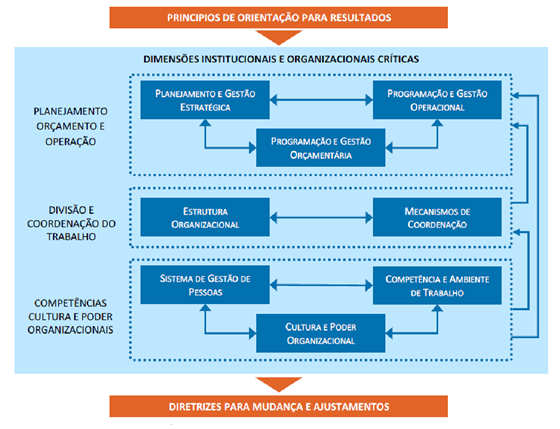 PRINCIPIOS DE ORIENTAÇÃO PARA RESULTADOS
DIMENSÕES INSTITUCIONAIS E ORGANIZACIONAIS CRÍTICAS
PLANEJAMENTO
ORÇAMENTO E
OPERAÇÃO
PLANEJAMENTO E GESTÃO
ESTRATÉGICA
PROGRAMAÇÃO E GESTÃO
OPERACIONAL
PROGRAMAÇÃO E GESTÃO
ORÇAMENTÁRIA
DIVISÃO E
COORDENAÇÃO DO
TRABALHO
ESTRUTURA
ORGANIZACIONAL
MECANISMOS DE
COORDENAÇÃO
COMPETÊNCIAS
CULTURA E PODER
ORGANIZACIONAIS
SISTEMA DE GESTÃO DE
PESSOAS
COMPETÊNCIA E AMBIENTE
DE TRABALHO
CULTURA E PODER
ORGANIZACIONAL
DIRETRIZES PARA MUDANÇA E AJUSTAMENTOS